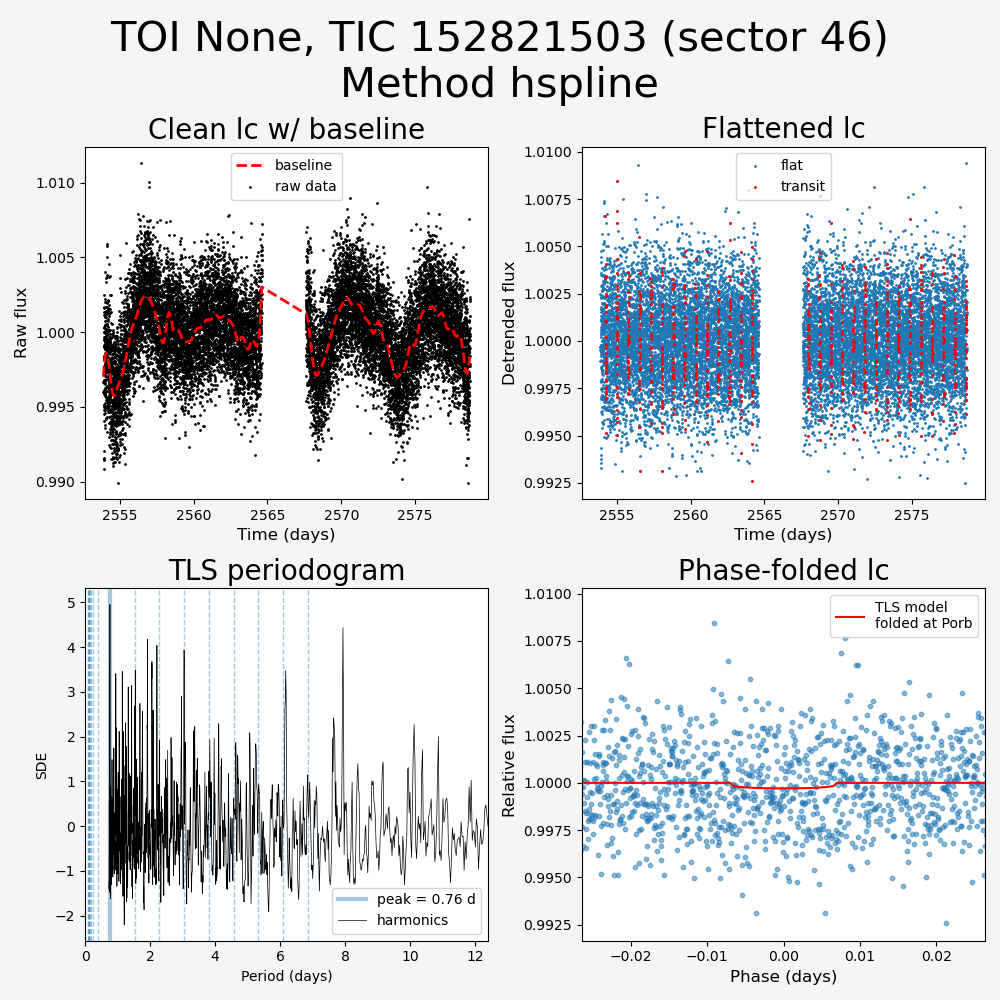 TOI None, TIC 152821503 (sector 46)
Method hspline
Clean lc w/ baseline
baseline
raw data
1.010
1.005
1.000
0.995
0.990
Raw flux
2555
2560
2565
2570
2575
Time (days)
Flattened lc
flat
transit
1.0100
1.0075
1.0050
1.0025
1.0000
0.9975
0.9950
0.9925
Detrended flux
2555
2560
2565
2570
2575
Time (days)
TLS periodogram
5
4
3
2
1
0
−1
−2
SDE
peak = 0.76 d
harmonics
0
2
4
6
8
10
12
Period (days)
Phase-folded lc
TLS model
folded at Porb
1.0100
1.0075
1.0050
1.0025
1.0000
0.9975
0.9950
0.9925
Relative flux
−0.02
−0.01
0.00
0.01
0.02
Phase (days)